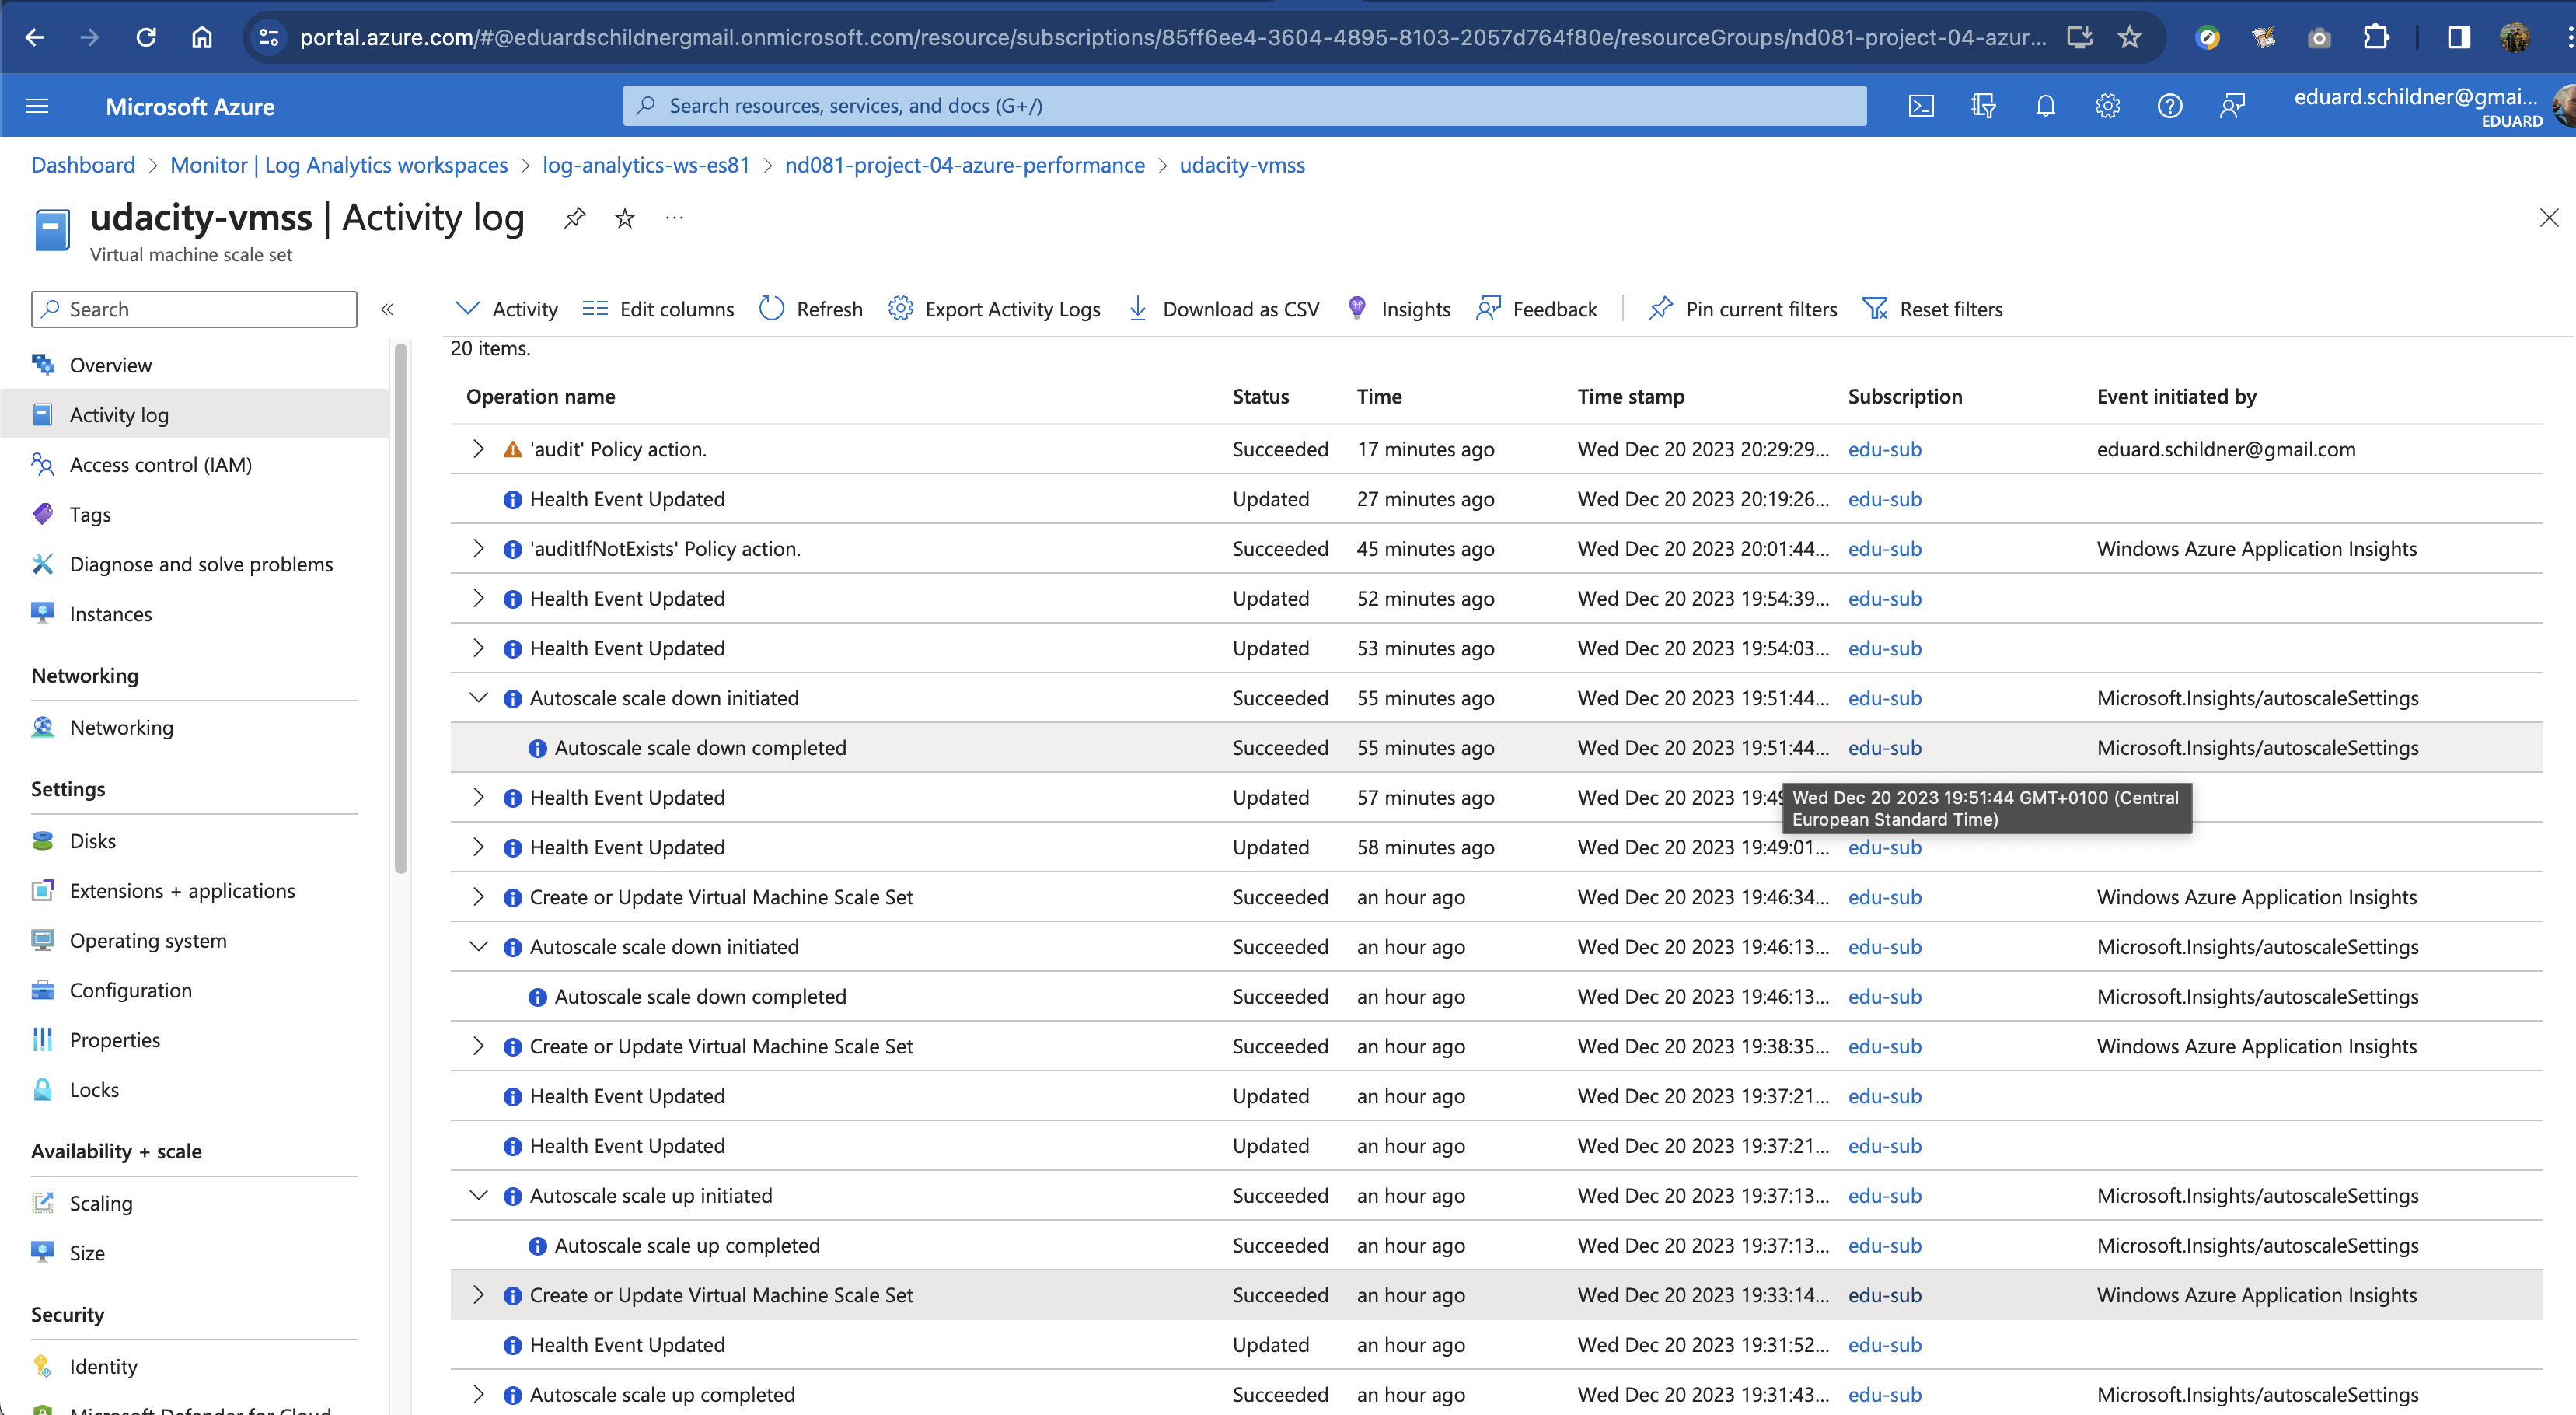 portal.azure.com/#@eduardschildnergmail.onmicrosoft.com/resource/subscriptions/85ff6ee4-3604-4895-8103-2057d764f80e/resourceGroups/nd081-project-04-azur...
Microsoft Azure
Search resources, services, and docs (G+/)
eduard.schildner@gmai...
EDUARD
Dashboard > Monitor | Log Analytics workspaces > log-analytics-ws-es81 > nd081-project-04-azure-performance > udacity-vmss
udacity-vmss | Activity log
Virtual machine scale set
Search
Overview
Activity log
Access control (IAM)
Tags
Diagnose and solve problems
Instances
Networking
Networking
Settings
Disks
Extensions + applications
Operating system
Configuration
Properties
Locks
Availability + scale
Scaling
Size
Security
Identity
Microsoft Defender for Cloud
Activity Edit columns Refresh Export Activity Logs Download as CSV Insights Feedback Pin current filters Reset filters
20 items.
Operation name Status Time Time stamp Subscription Event initiated by
'audit' Policy action. Succeeded 17 minutes ago Wed Dec 20 2023 20:29:29... edu-sub eduard.schildner@gmail.com
Health Event Updated Updated 27 minutes ago Wed Dec 20 2023 20:19:26... edu-sub
'auditIfNotExists' Policy action. Succeeded 45 minutes ago Wed Dec 20 2023 20:01:44... edu-sub Windows Azure Application Insights
Health Event Updated Updated 52 minutes ago Wed Dec 20 2023 19:54:39... edu-sub
Health Event Updated Updated 53 minutes ago Wed Dec 20 2023 19:54:03... edu-sub
Autoscale scale down initiated Succeeded 55 minutes ago Wed Dec 20 2023 19:51:44... edu-sub Microsoft.Insights/autoscaleSettings
Autoscale scale down completed Succeeded 55 minutes ago Wed Dec 20 2023 19:51:44... edu-sub Microsoft.Insights/autoscaleSettings
Health Event Updated Updated 57 minutes ago Wed Dec 20 2023 19:49
Wed Dec 20 2023 19:51:44 GMT+0100 (Central
European Standard Time)
Health Event Updated Updated 58 minutes ago Wed Dec 20 2023 19:49:01... edu-sub
Create or Update Virtual Machine Scale Set Succeeded an hour ago Wed Dec 20 2023 19:46:34... edu-sub Windows Azure Application Insights
Autoscale scale down initiated Succeeded an hour ago Wed Dec 20 2023 19:46:13... edu-sub Microsoft.Insights/autoscaleSettings
Autoscale scale down completed Succeeded an hour ago Wed Dec 20 2023 19:46:13... edu-sub Microsoft.Insights/autoscaleSettings
Create or Update Virtual Machine Scale Set Succeeded an hour ago Wed Dec 20 2023 19:38:35... edu-sub Windows Azure Application Insights
Health Event Updated Updated an hour ago Wed Dec 20 2023 19:37:21... edu-sub
Health Event Updated Updated an hour ago Wed Dec 20 2023 19:37:21... edu-sub
Autoscale scale up initiated Succeeded an hour ago Wed Dec 20 2023 19:37:13... edu-sub Microsoft.Insights/autoscaleSettings
Autoscale scale up completed Succeeded an hour ago Wed Dec 20 2023 19:37:13... edu-sub Microsoft.Insights/autoscaleSettings
Create or Update Virtual Machine Scale Set Succeeded an hour ago Wed Dec 20 2023 19:33:14... edu-sub Windows Azure Application Insights
Health Event Updated Updated an hour ago Wed Dec 20 2023 19:31:52... edu-sub
Autoscale scale up completed Succeeded an hour ago Wed Dec 20 2023 19:31:43... edu-sub Microsoft.Insights/autoscaleSettings